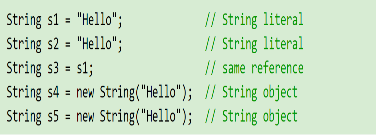 String s1 = "Hello"; // String literal
String s2 = "Hello"; // String literal
String s3 = s1; // same reference
String s4 = new String("Hello"); // String object
String s5 = new String("Hello"); // String object